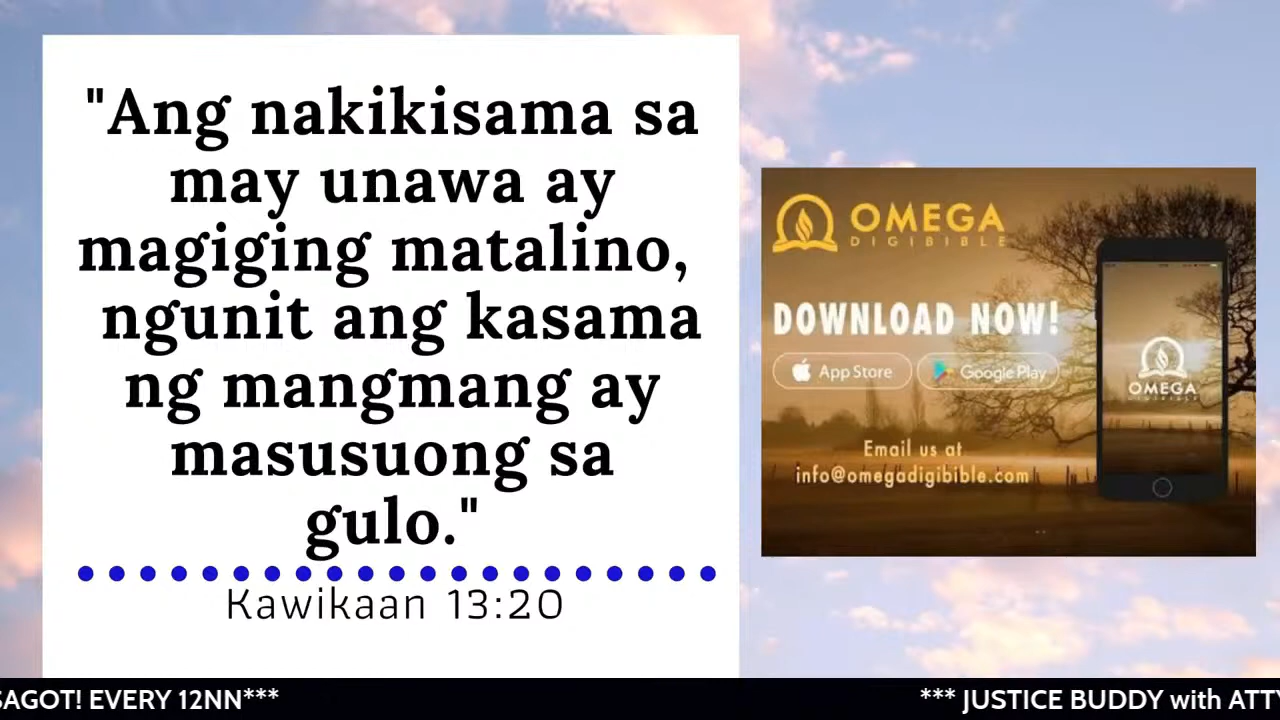 "Ang nakikisama sa
may unawa ay
magiging matalino,
ngunit ang kasama
ng mangmang ay
masusuong sa
gulo."
Kawikaan 13:20
OMEGA
DIGIBIBLE
DOWNLOAD NOW!
App Store
Google Play
OMEGA
DIGIBIBLE
Email us at
info@omegadigibible.com
SAGOT! EVERY 12NN***
*** JUSTICE BUDDY with ATTY